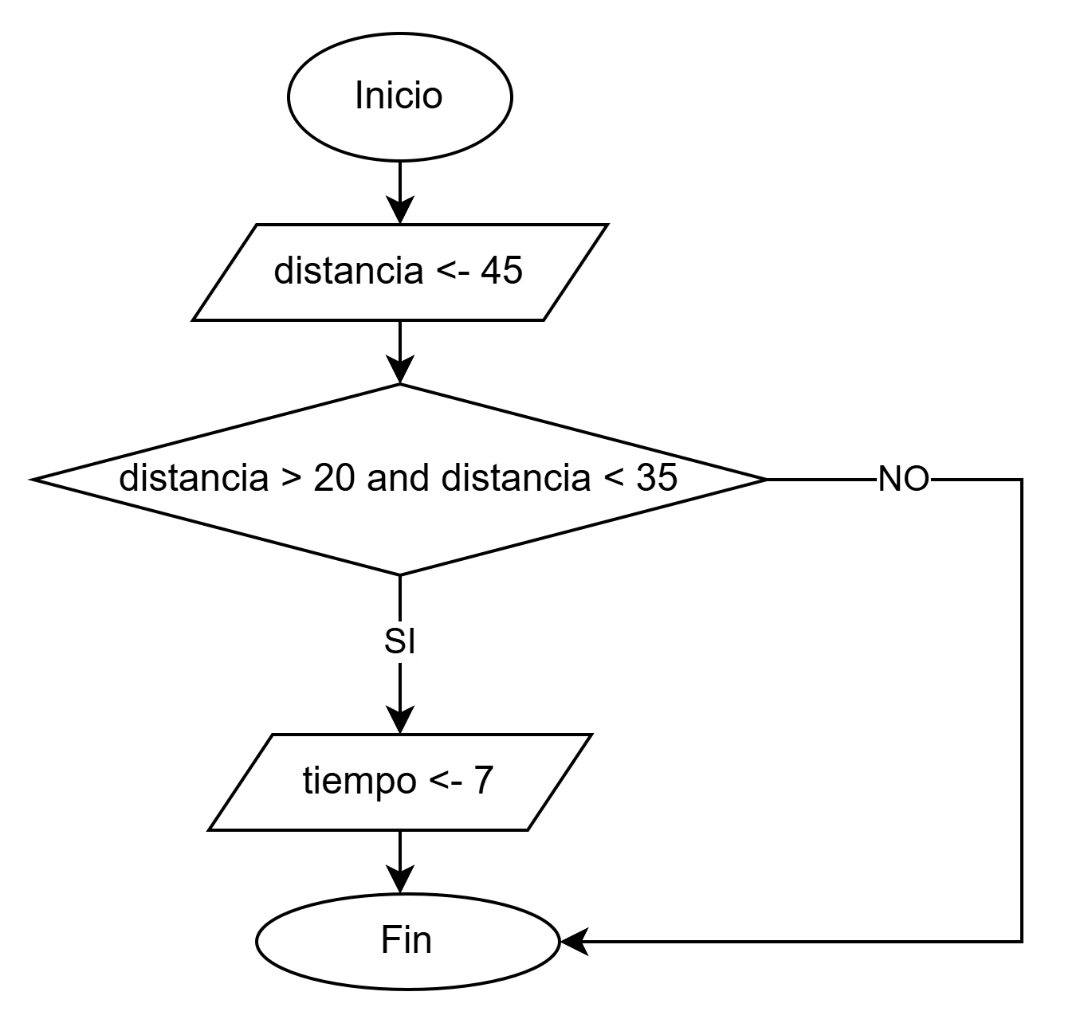 Inicio
distancia <- 45
distancia > 20 and distancia < 35
NO
SI
tiempo <- 7
Fin